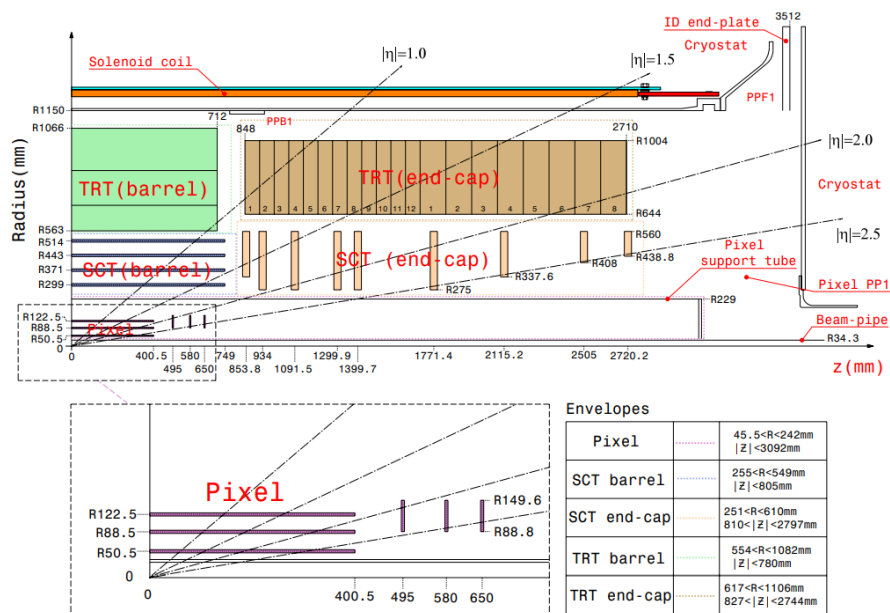 3512
ID end-plate
Cryostat
|η|=1.0
|η|=1.5
Solenoid coil
PPF1
R1150
R1066
712
PPB1
848
2710
R1004
|η|=2.0
TRT(barrel)
TRT(end-cap)
Cryostat
1 2 3 4 5 6 7 8 9 10 11 12 1 2 3 4 5 6 7 8
R644
Radius(mm)
R563
R514
R443
R371
R299
SCT(barrel)
SCT (end-cap)
R560
R438.8
R408
R337.6
R275
|η|=2.5
Pixel
support tube
Pixel PP1
R229
Beam-pipe
R122.5
R88.5
R50.5
Pixel
R34.3
0
0
400.5
580
749
934
1299.9
1771.4
2115.2
2505
2720.2
z(mm)
495
650
853.8
1091.5
1399.7
Pixel
R122.5
R88.5
R50.5
0
R149.6
R88.8
0
400.5
495
580
650
Envelopes
Pixel
45.5<R<242mm
|Z|<3092mm
SCT barrel
255<R<549mm
|Z|<805mm
SCT end-cap
251<R<610mm
810<|Z|<2797mm
TRT barrel
554<R<1082mm
|Z|<780mm
TRT end-cap
617<R<1106mm
827<|Z|<2744mm